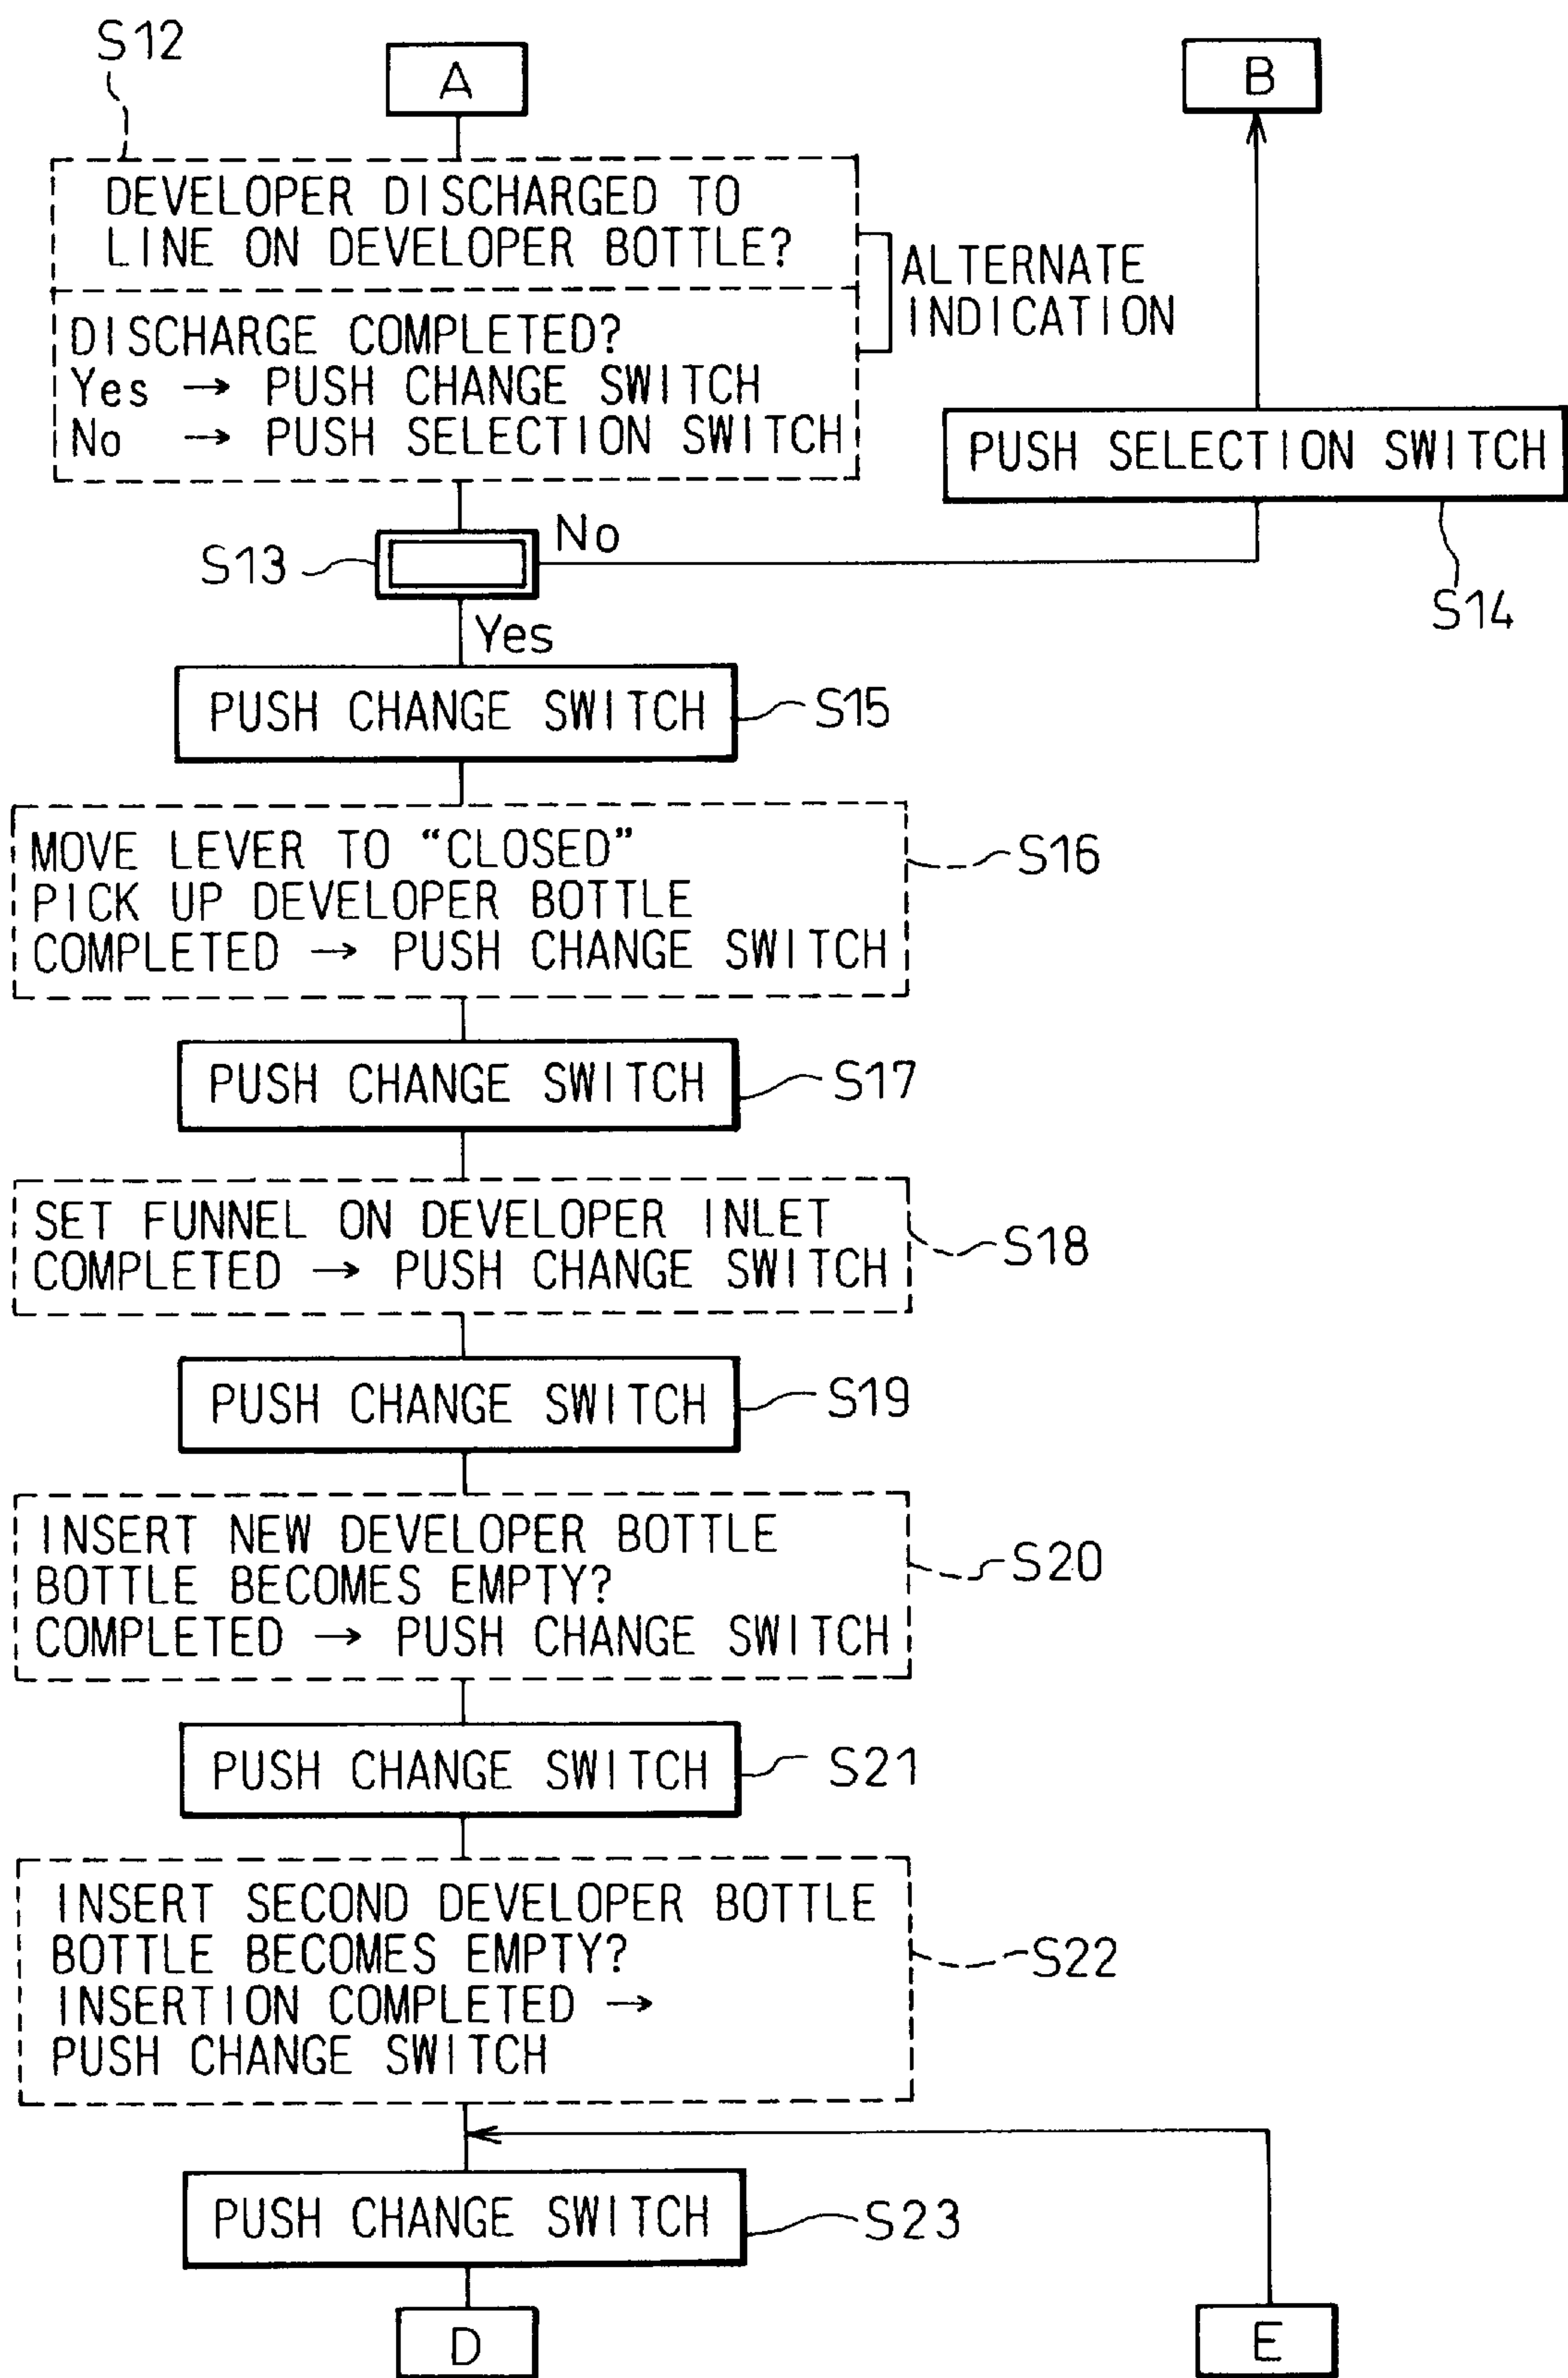 S12
A
B
DEVELOPER DISCHARGED TO
LINE ON DEVELOPER BOTTLE?
ALTERNATE
INDICATION
DISCHARGE COMPLETED?
Yes → PUSH CHANGE SWITCH
No → PUSH SELECTION SWITCH
PUSH SELECTION SWITCH
S14
S13
No
Yes
PUSH CHANGE SWITCH
S15
MOVE LEVER TO “CLOSED”
PICK UP DEVELOPER BOTTLE
COMPLETED → PUSH CHANGE SWITCH
S16
PUSH CHANGE SWITCH
S17
SET FUNNEL ON DEVELOPER INLET
COMPLETED → PUSH CHANGE SWITCH
S18
PUSH CHANGE SWITCH
S19
INSERT NEW DEVELOPER BOTTLE
BOTTLE BECOMES EMPTY?
COMPLETED → PUSH CHANGE SWITCH
S20
PUSH CHANGE SWITCH
S21
INSERT SECOND DEVELOPER BOTTLE
BOTTLE BECOMES EMPTY?
INSERTION COMPLETED →
PUSH CHANGE SWITCH
S22
PUSH CHANGE SWITCH
S23
D
E